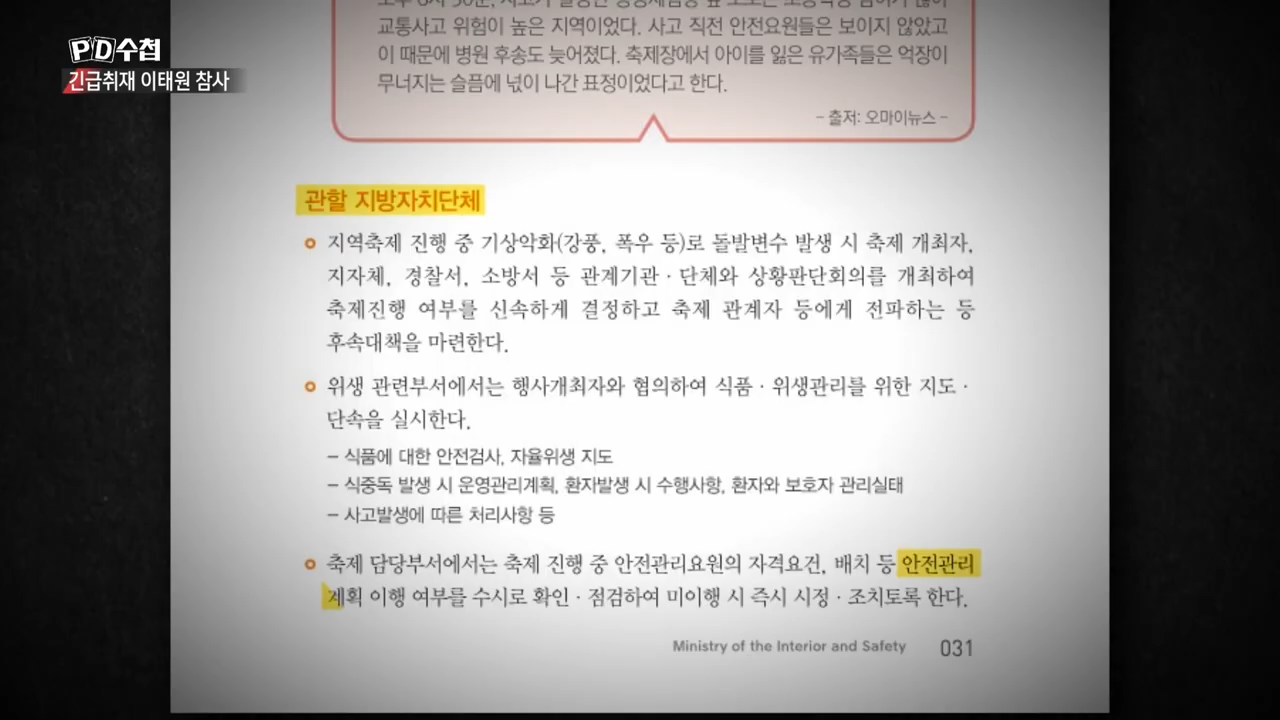 PD수첩
긴급취재 이태원 참사
교통사고 위험이 높은 지역이었다. 사고 직전 안전요원들은 보이지 않았고
이 때문에 병원 후송도 늦어졌다. 축제장에서 아이를 잃은 유가족들은 억장이
무너지는 슬픔에 넋이 나간 표정이었다고 한다.
- 출처: 오마이뉴스 -
관할 지방자치단체
지역축제 진행 중 기상악화(강풍, 폭우 등)로 돌발변수 발생 시 축제 개최자,
지자체, 경찰서, 소방서 등 관계기관·단체와 상황판단회의를 개최하여
축제진행 여부를 신속하게 결정하고 축제 관계자 등에게 전파하는 등
후속대책을 마련한다.
위생 관련부서에서는 행사개최자와 협의하여 식품·위생관리를 위한 지도·
단속을 실시한다.
- 식품에 대한 안전검사, 자율위생 지도
- 식중독 발생 시 운영관리계획, 환자발생 시 수행사항, 환자와 보호자 관리실태
- 사고발생에 따른 처리사항 등
축제 담당부서에서는 축제 진행 중 안전관리요원의 자격요건, 배치 등 안전관리
계획 이행 여부를 수시로 확인·점검하여 미이행 시 즉시 시정·조치토록 한다.
Ministry of the Interior and Safety 031